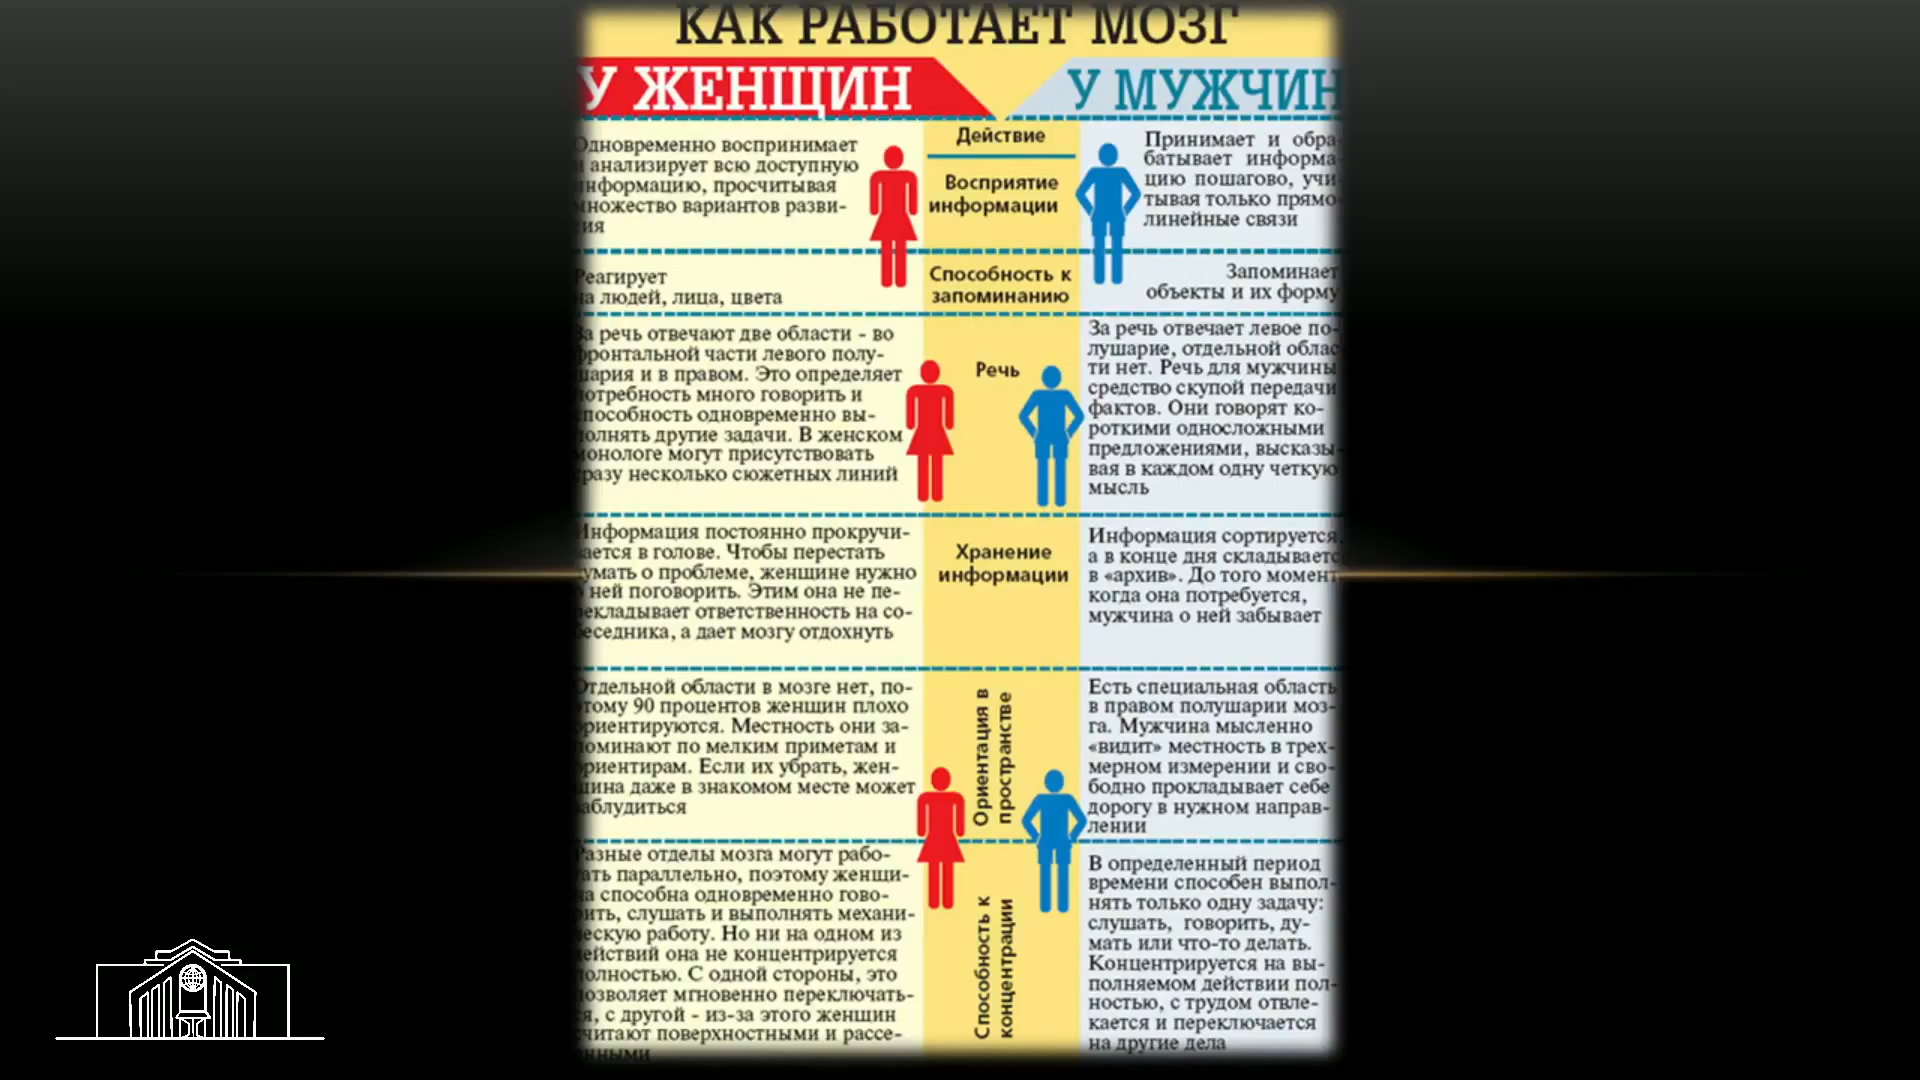 КАК РАБОТАЕТ МОЗГ
У ЖЕНЩИН
У МУЖЧИН
Одновременно воспринимает
и анализирует всю доступную
информацию, просчитывая
множество вариантов разви-
тия
Действие
Восприятие
информации
Принимает и обра-
батывает информа-
цию пошагово, учи-
тывая только прямо-
линейные связи
Реагирует
на людей, лица, цвета
Способность к
запоминанию
Запоминает
объекты и их форму
За речь отвечают две области - во
фронтальной части левого полу-
шария и в правом. Это определяет
потребность много говорить и
способность одновременно вы-
полнять другие задачи. В женском
монологе могут присутствовать
сразу несколько сюжетных линий
Речь
За речь отвечает левое по-
лушарие, отдельной облас
ти нет. Речь для мужчины
средство скупой передачи
фактов. Они говорят ко-
роткими односложными
предложениями, высказы-
вая в каждом одну четкую
мысль
Информация постоянно прокручи-
вается в голове. Чтобы перестать
думать о проблеме, женщине нужно
о ней поговорить. Этим она не пе-
рекладывает ответственность на со-
беседника, а дает мозгу отдохнуть
Хранение
информации
Информация сортируется,
а в конце дня складываетс
в «архив». До того момент
когда она потребуется,
мужчина о ней забывает
Отдельной области в мозге нет, по-
этому 90 процентов женщин плохо
ориентируются. Местность они за-
поминают по мелким приметам и
ориентирам. Если их убрать, жен-
щина даже в знакомом месте может
заблудиться
Ориентация в
пространстве
Есть специальная область
в правом полушарии моз-
га. Мужчина мысленно
«видит» местность в трех-
мерном измерении и сво-
бодно прокладывает себе
дорогу в нужном направ-
лении
Разные отделы мозга могут рабо-
тать параллельно, поэтому женщи-
на способна одновременно гово-
рить, слушать и выполнять механи-
ческую работу. Но ни на одном из
действий она не концентрируется
полностью. С одной стороны, это
позволяет мгновенно переключать-
ся, с другой - из-за этого женщин
считают поверхностными и рассе-
янными
Способность к
концентрации
В определенный период
времени способен выпол-
нять только одну задачу:
слушать, говорить, ду-
мать или что-то делать.
Концентрируется на вы-
полняемом действии пол-
ностью, с трудом отвле-
кается и переключается
на другие дела